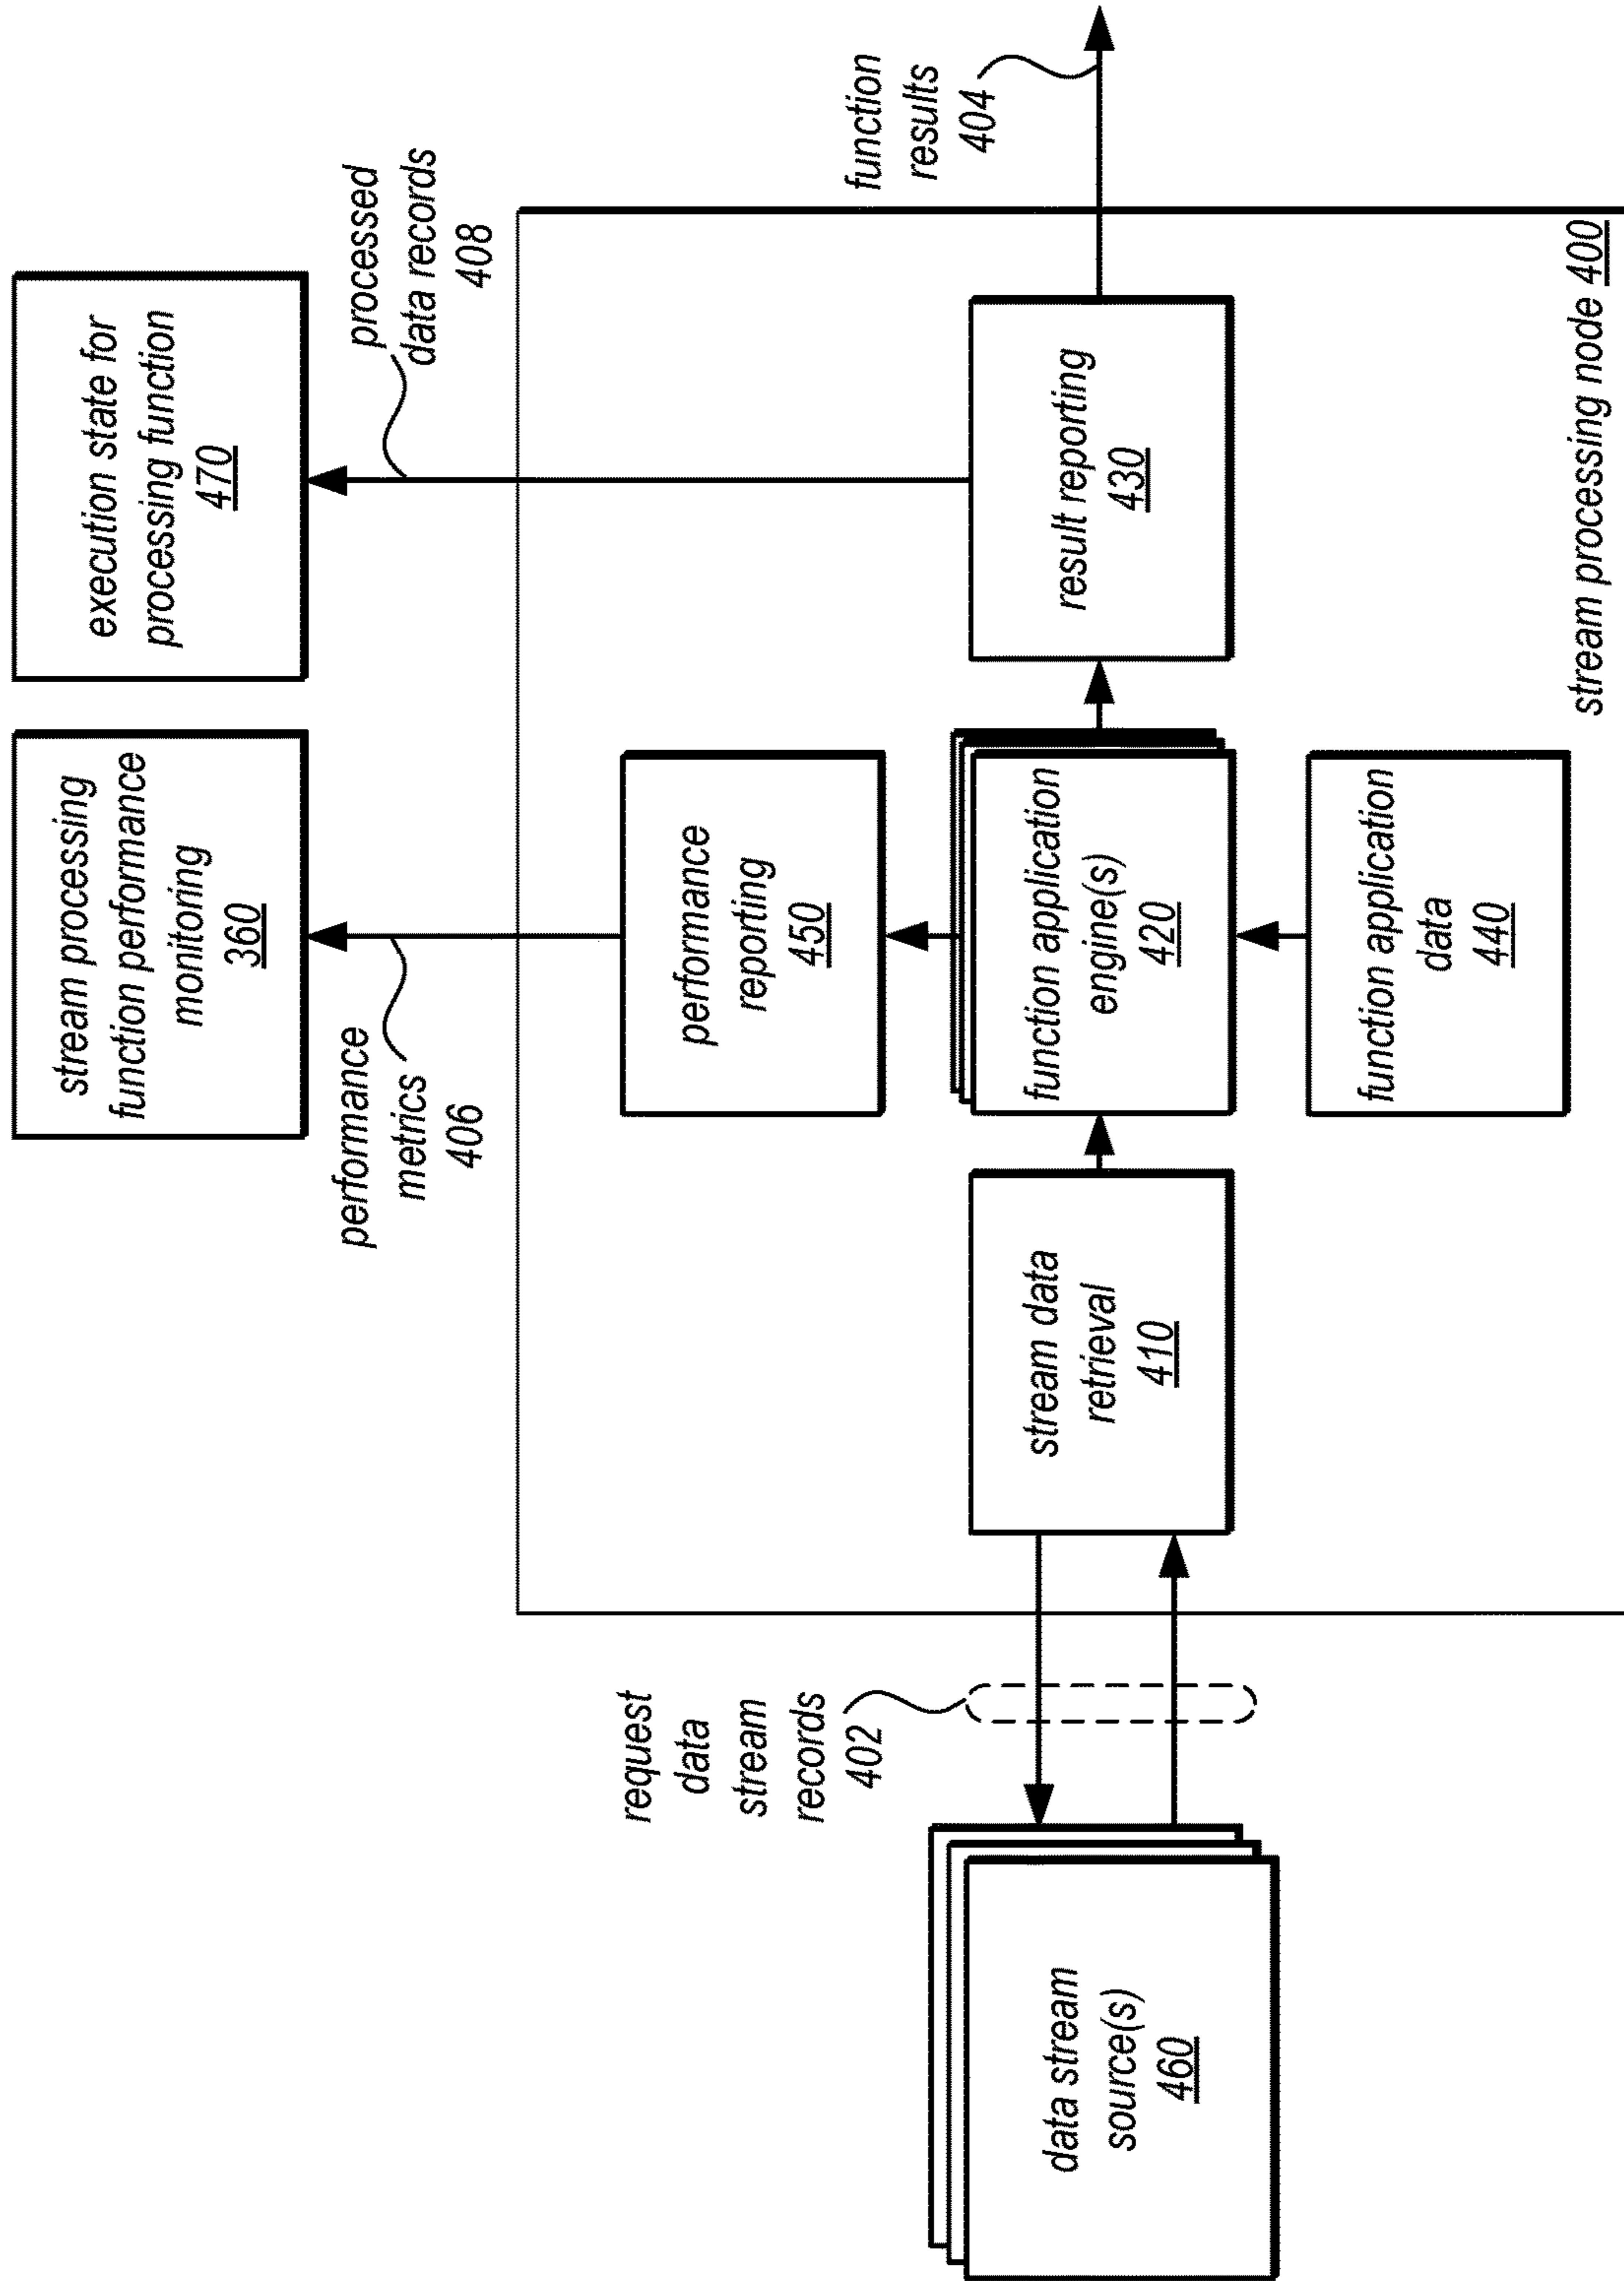 stream processing
function performance
monitoring
360
execution state for
processing function
470
performance
metrics
406
processed
data records
408
performance
reporting
450
request
data
stream
records
402
function
results
404
data stream
source(s)
460
stream data
retrieval
410
function application
engine(s)
420
result reporting
430
function application
data
440
stream processing node 400